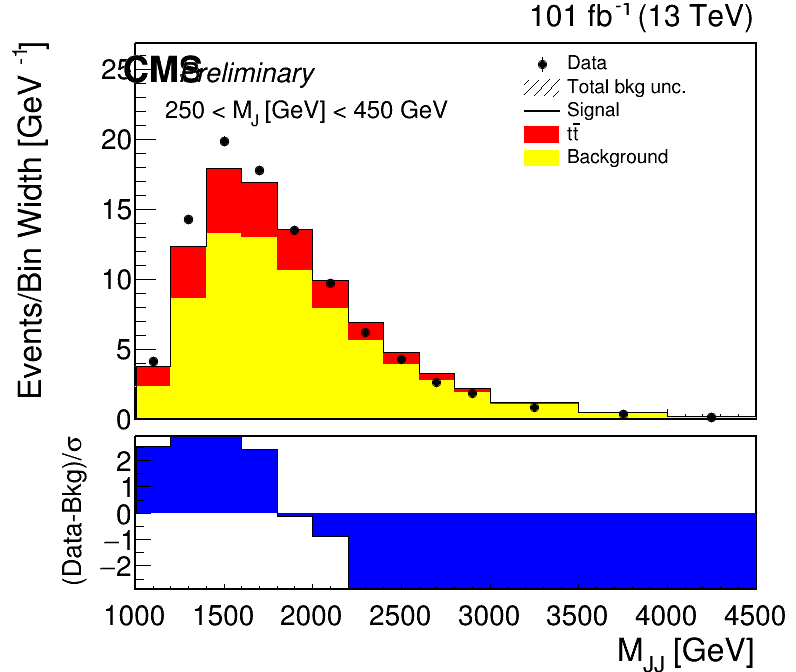 101 fb⁻¹ (13 TeV)
CMS Preliminary
250 < M_J [GeV] < 450 GeV
Data
Total bkg unc.
Signal
tt̄
Background
Events/Bin Width [GeV⁻¹]
25
20
15
10
5
0
(Data-Bkg)/σ
2
1
0
−1
−2
1000 1500 2000 2500 3000 3500 4000 4500
M_JJ [GeV]